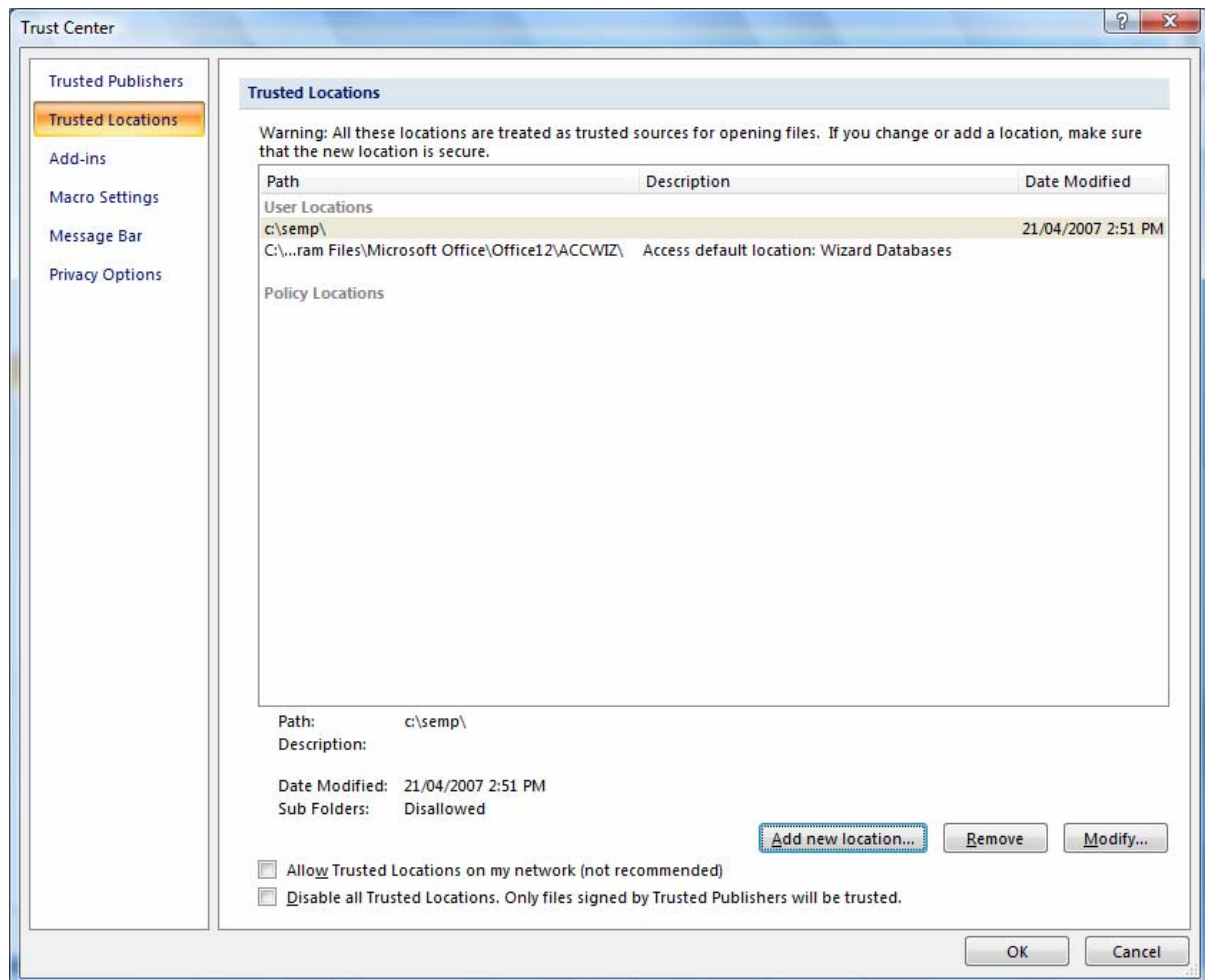 Trust Center
Trusted Publishers
Trusted Locations
Add-ins
Macro Settings
Message Bar
Privacy Options
Trusted Locations
Warning: All these locations are treated as trusted sources for opening files. If you change or add a location, make sure
that the new location is secure.
Path Description Date Modified
User Locations
c:\semp\ 21/04/2007 2:51 PM
C:\...ram Files\Microsoft Office\Office12\ACCWIZ\ Access default location: Wizard Databases
Policy Locations
Path: c:\semp\
Description:
Date Modified: 21/04/2007 2:51 PM
Sub Folders: Disallowed
Add new location... Remove Modify...
Allow Trusted Locations on my network (not recommended)
Disable all Trusted Locations. Only files signed by Trusted Publishers will be trusted.
OK Cancel